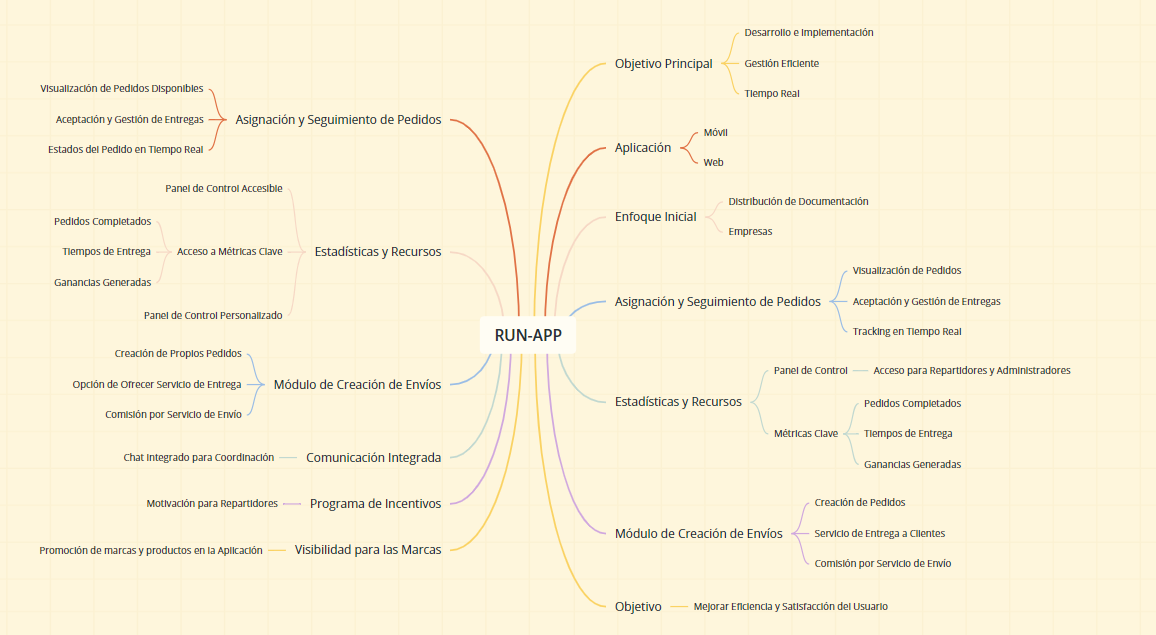 RUN-APP
Objetivo Principal
Desarrollo e Implementación
Gestión Eficiente
Tiempo Real
Aplicación
Móvil
Web
Enfoque Inicial
Distribución de Documentación
Empresas
Asignación y Seguimiento de Pedidos
Visualización de Pedidos
Aceptación y Gestión de Entregas
Tracking en Tiempo Real
Estadísticas y Recursos
Panel de Control
Acceso para Repartidores y Administradores
Métricas Clave
Pedidos Completados
Tiempos de Entrega
Ganancias Generadas
Módulo de Creación de Envíos
Creación de Pedidos
Servicio de Entrega a Clientes
Comisión por Servicio de Envío
Objetivo
Mejorar Eficiencia y Satisfacción del Usuario
Asignación y Seguimiento de Pedidos
Visualización de Pedidos Disponibles
Aceptación y Gestión de Entregas
Estados del Pedido en Tiempo Real
Estadísticas y Recursos
Panel de Control Accesible
Acceso a Métricas Clave
Pedidos Completados
Tiempos de Entrega
Ganancias Generadas
Panel de Control Personalizado
Módulo de Creación de Envíos
Creación de Propios Pedidos
Opción de Ofrecer Servicio de Entrega
Comisión por Servicio de Envío
Comunicación Integrada
Chat Integrado para Coordinación
Programa de Incentivos
Motivación para Repartidores
Visibilidad para las Marcas
Promoción de marcas y productos en la Aplicación